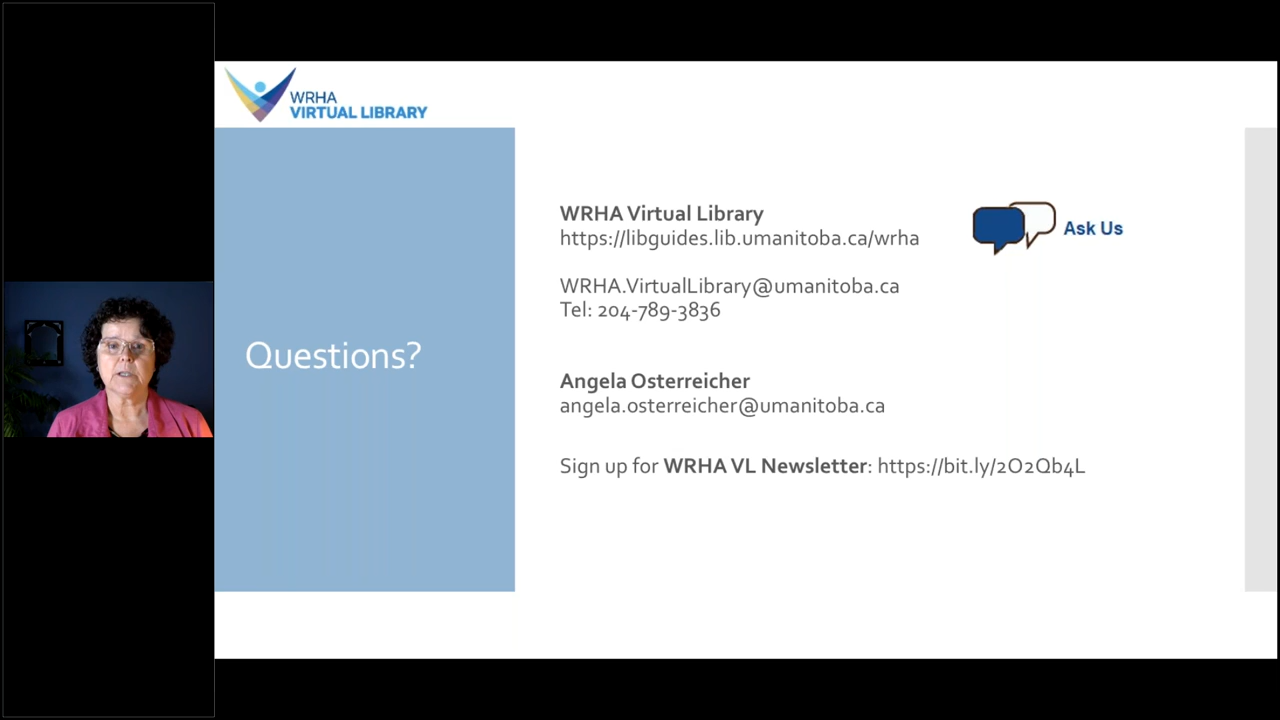 WRHA
VIRTUAL LIBRARY
Questions?
WRHA Virtual Library
https://libguides.lib.umanitoba.ca/wrha
Ask Us
WRHA.VirtualLibrary@umanitoba.ca
Tel: 204-789-3836
Angela Osterreicher
angela.osterreicher@umanitoba.ca
Sign up for WRHA VL Newsletter: https://bit.ly/2O2Qb4L